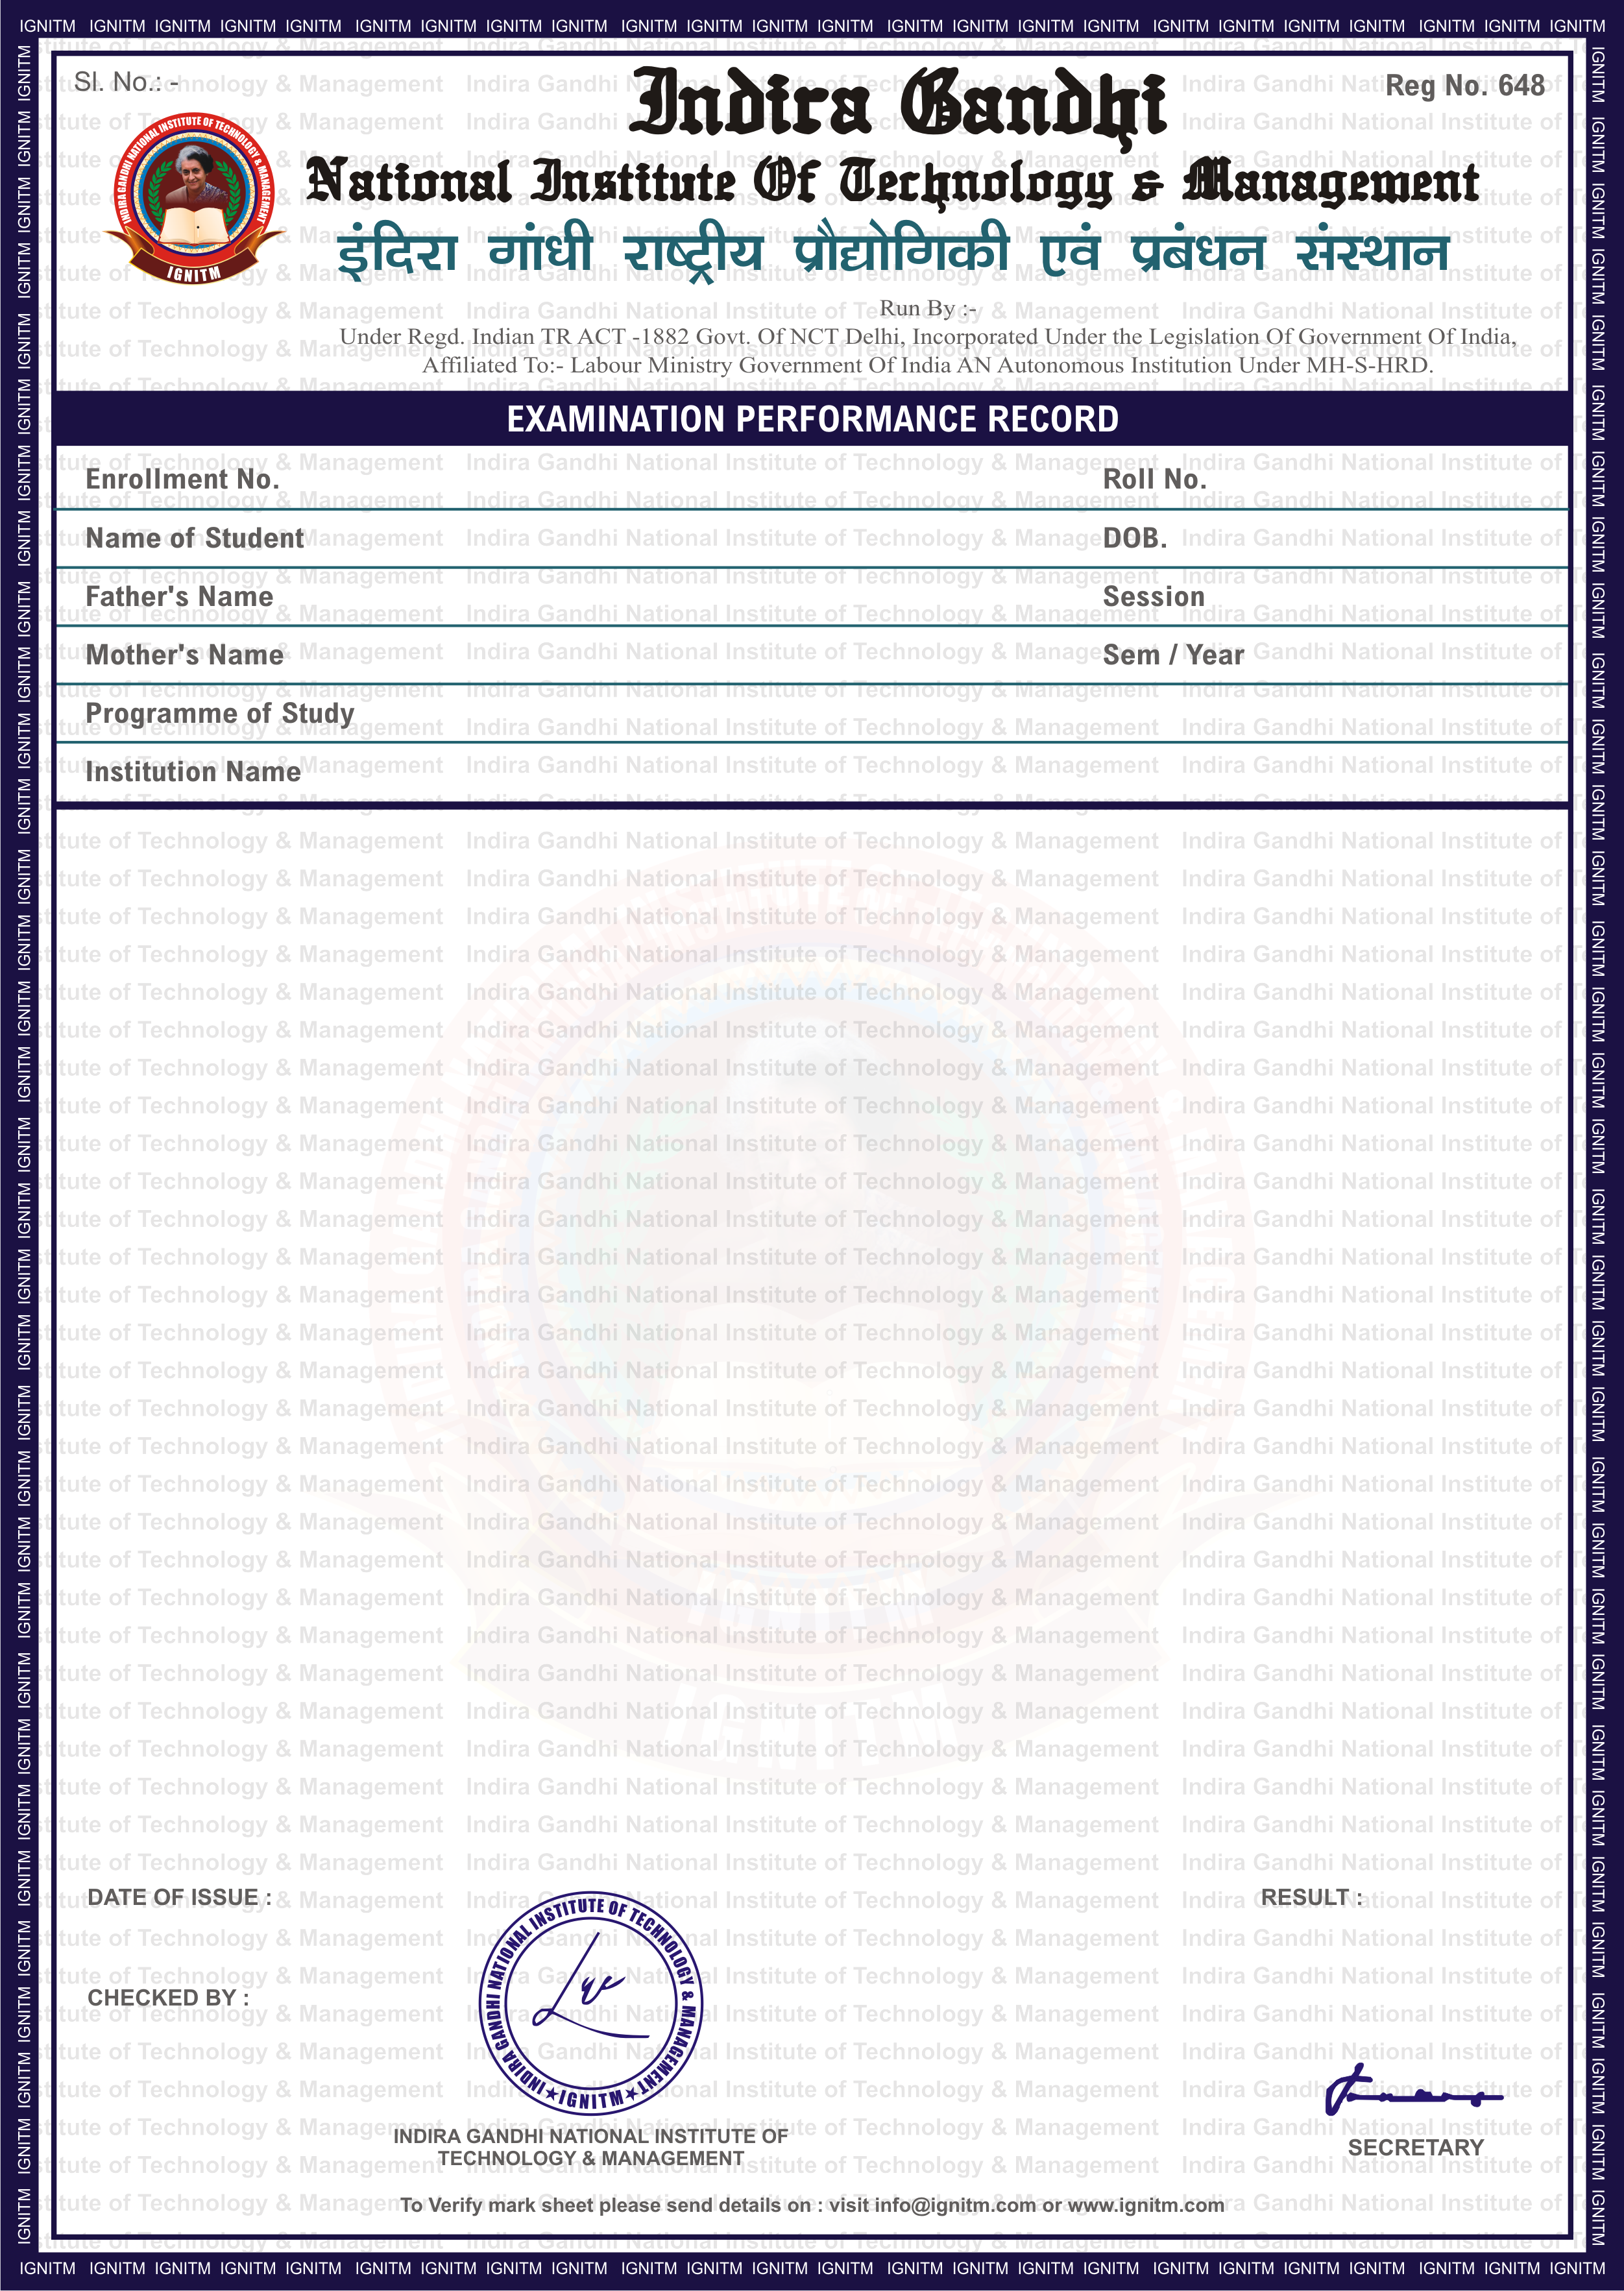 IGNITM IGNITM IGNITM IGNITM IGNITM IGNITM IGNITM IGNITM IGNITM IGNITM IGNITM IGNITM IGNITM IGNITM IGNITM IGNITM IGNITM IGNITM IGNITM IGNITM IGNITM IGNITM IGNITM IGNITM
Sl. No.: -
Reg No. 648
INDIRA GANDHI NATIONAL INSTITUTE OF TECHNOLOGY & MANAGEMENT
IGNITM
Indira Gandhi
National Institute Of Technology & Management
इंदिरा गांधी राष्ट्रीय प्रौद्योगिकी एवं प्रबंधन संस्थान
Run By :-
Under Regd. Indian TR ACT -1882 Govt. Of NCT Delhi, Incorporated Under the Legislation Of Government Of India,
Affiliated To:- Labour Ministry Government Of India AN Autonomous Institution Under MH-S-HRD.
EXAMINATION PERFORMANCE RECORD
Enrollment No. Roll No.
Name of Student DOB.
Father's Name Session
Mother's Name Sem / Year
Programme of Study
Institution Name
DATE OF ISSUE :
RESULT :
CHECKED BY :
INDIRA GANDHI NATIONAL INSTITUTE OF TECHNOLOGY & MANAGEMENT
★IGNITM★
INDIRA GANDHI NATIONAL INSTITUTE OF
TECHNOLOGY & MANAGEMENT
SECRETARY
To Verify mark sheet please send details on : visit info@ignitm.com or www.ignitm.com
IGNITM IGNITM IGNITM IGNITM IGNITM IGNITM IGNITM IGNITM IGNITM IGNITM IGNITM IGNITM IGNITM IGNITM IGNITM IGNITM IGNITM IGNITM IGNITM IGNITM IGNITM IGNITM IGNITM IGNITM